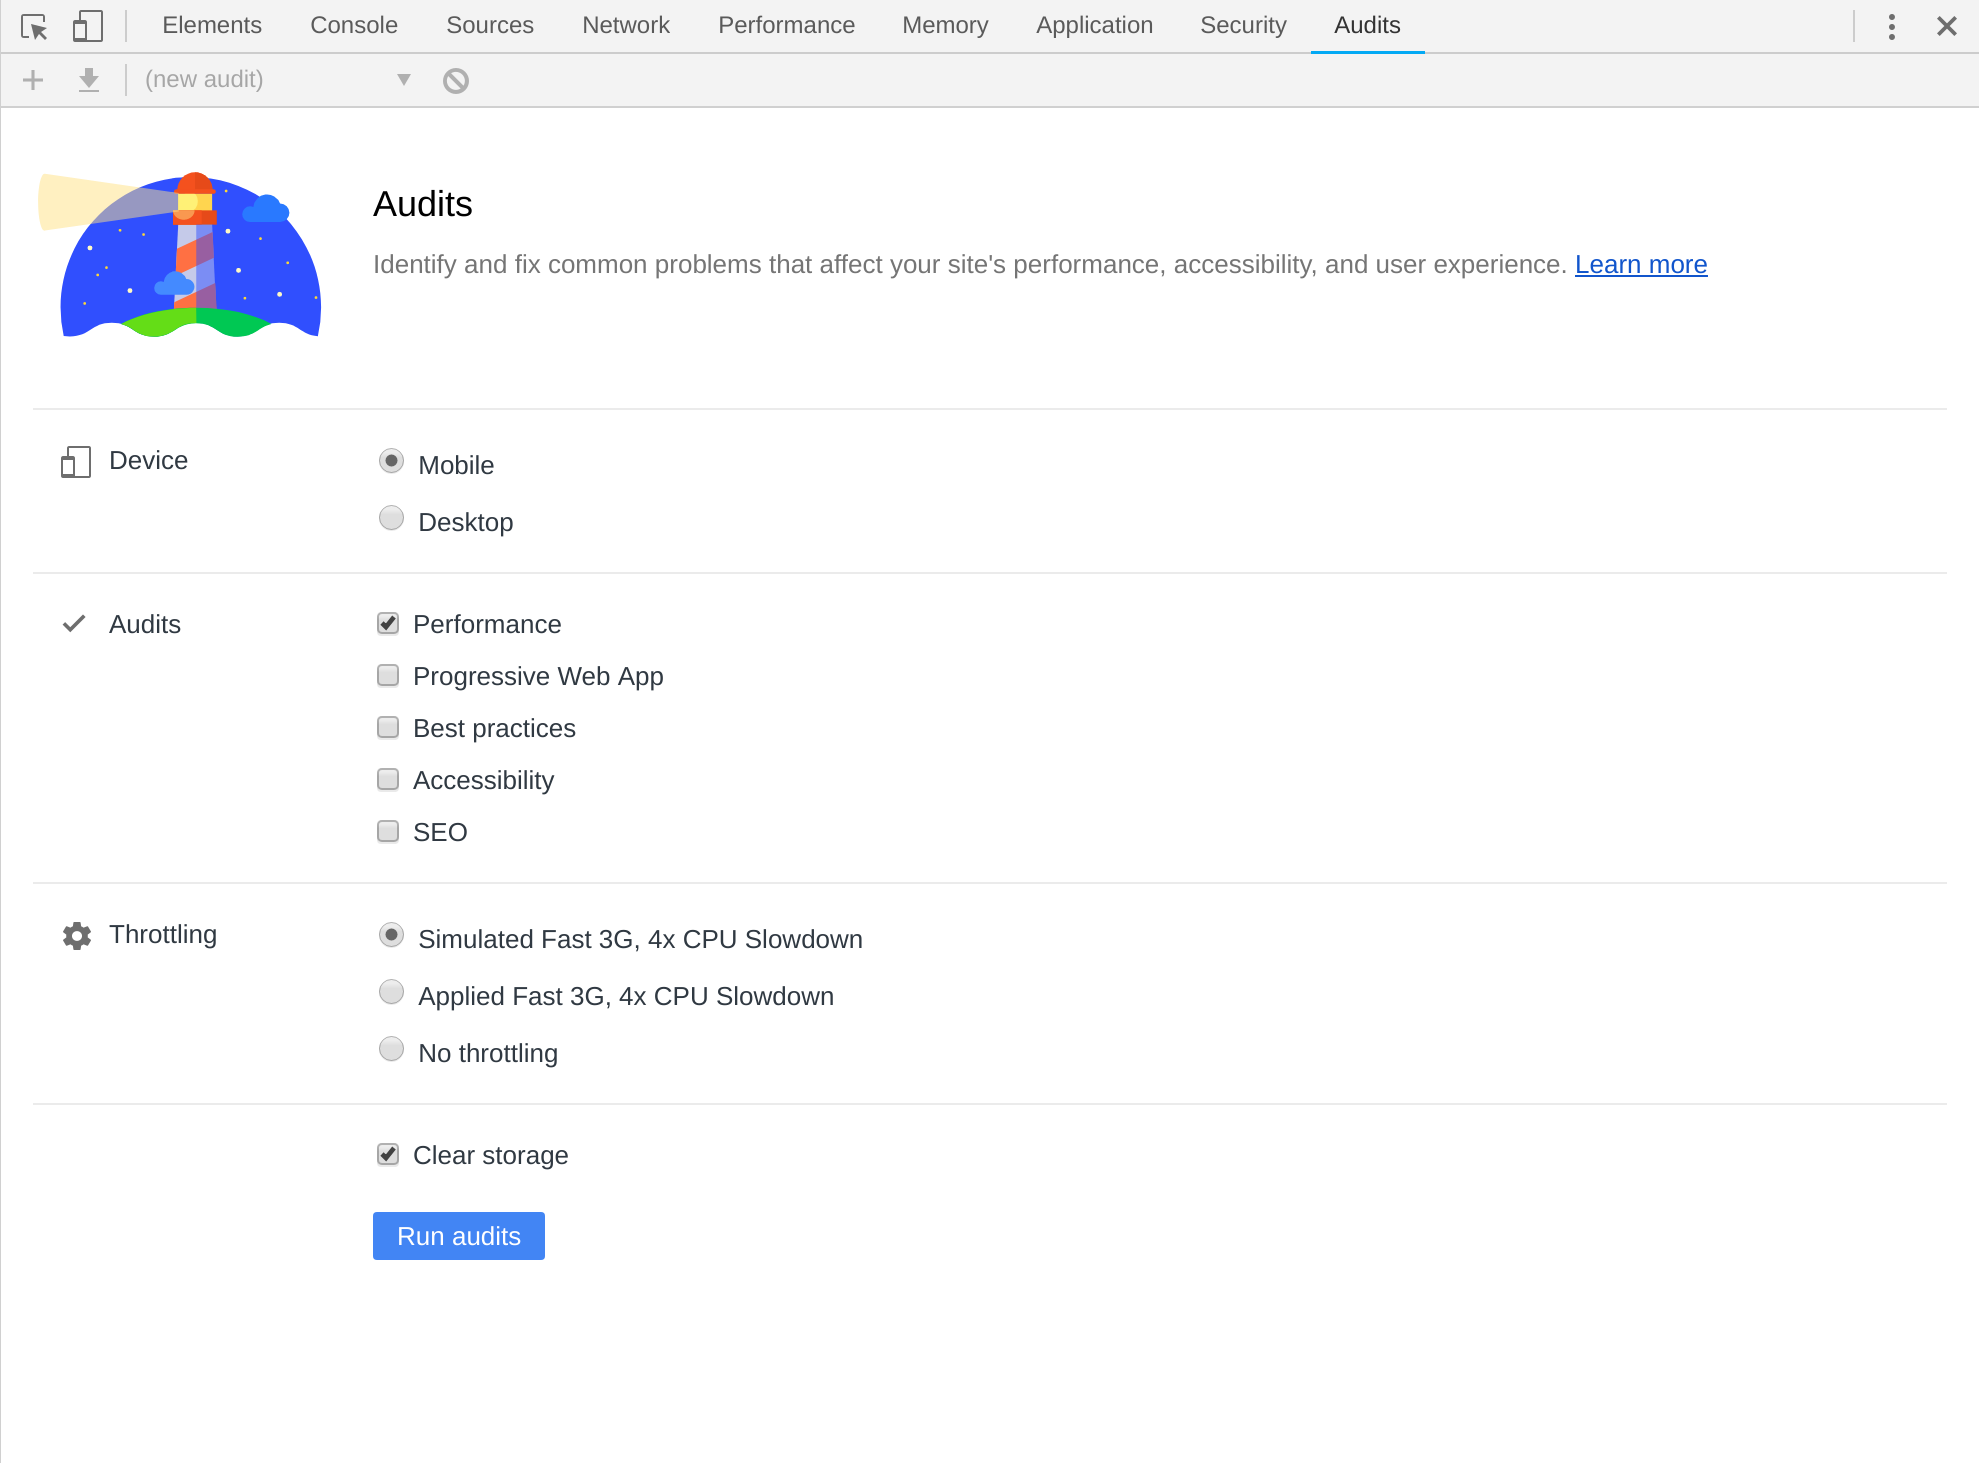 Elements Console Sources Network Performance Memory Application Security Audits
(new audit)
Audits
Identify and fix common problems that affect your site's performance, accessibility, and user experience. Learn more
Device
Mobile
Desktop
Audits
Performance
Progressive Web App
Best practices
Accessibility
SEO
Throttling
Simulated Fast 3G, 4x CPU Slowdown
Applied Fast 3G, 4x CPU Slowdown
No throttling
Clear storage
Run audits